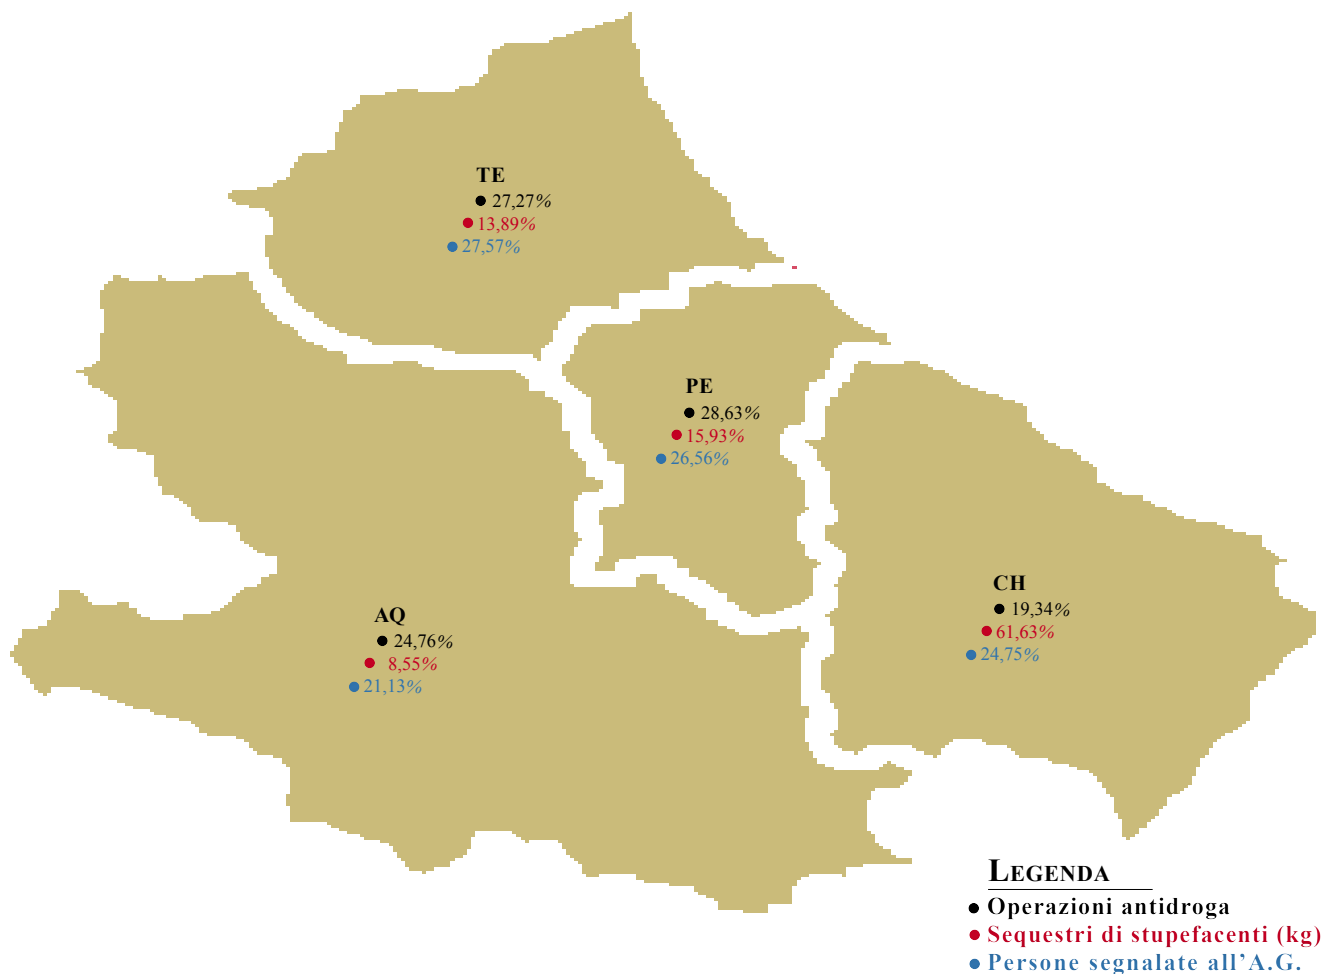 TE
27,27%
13,89%
27,57%
PE
28,63%
15,93%
26,56%
CH
19,34%
61,63%
24,75%
AQ
24,76%
8,55%
21,13%
LEGENDA
Operazioni antidroga
Sequestri di stupefacenti (kg)
Persone segnalate all'A.G.